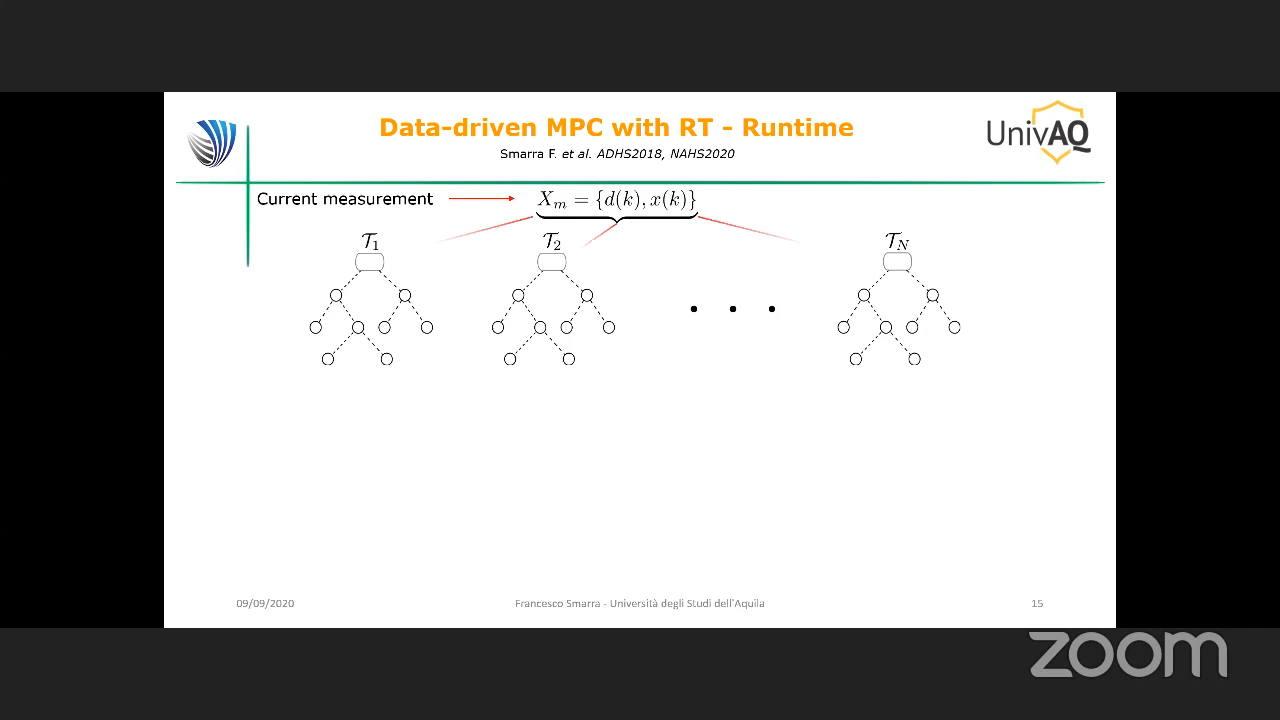 Data-driven MPC with RT - Runtime
Smarra F. et al. ADHS2018, NAHS2020
UnivAQ
Current measurement
X_m = {d(k), x(k)}
𝒯_1
𝒯_2
. . .
𝒯_N
09/09/2020
Francesco Smarra - Università degli Studi dell'Aquila
15
zoom